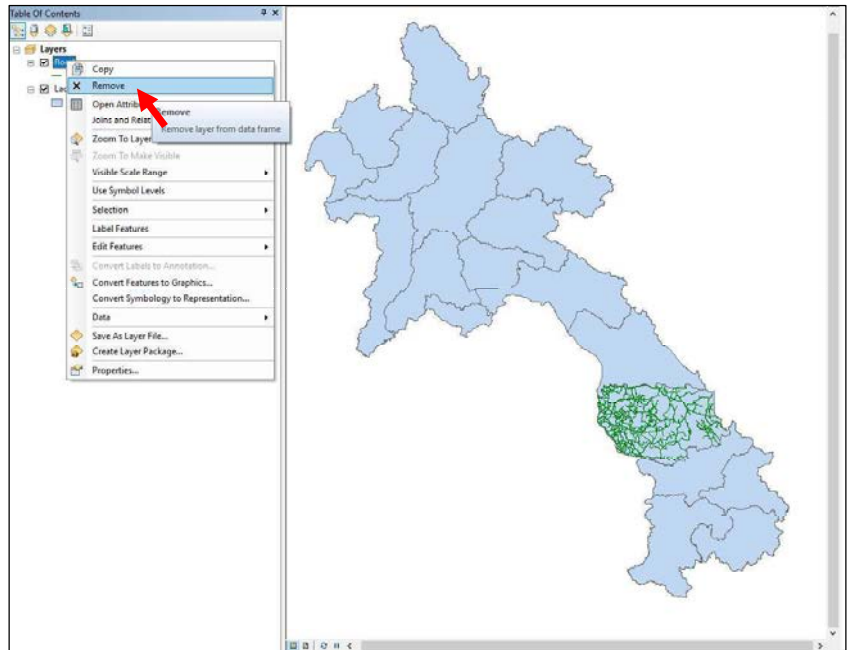 Table Of Contents
Layers
Copy
Remove
Open Attrib
Remove
Joins and Relat
Remove layer from data frame
Zoom To Layer
Zoom To Make Visible
Visible Scale Range
Use Symbol Levels
Selection
Label Features
Edit Features
Convert Labels to Annotation...
Convert Features to Graphics...
Convert Symbology to Representation...
Data
Save As Layer File...
Create Layer Package...
Properties...